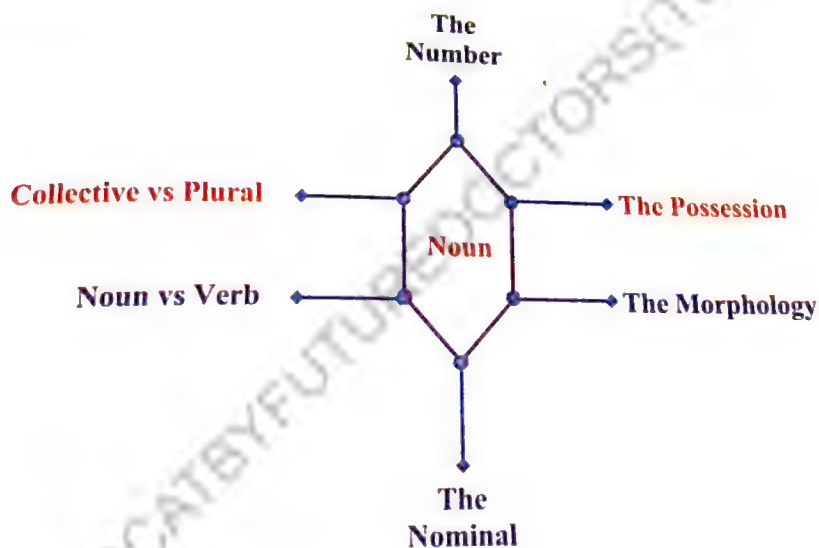 The
Number
Collective vs Plural
The Possession
Noun
Noun vs Verb
The Morphology
The
Nominal